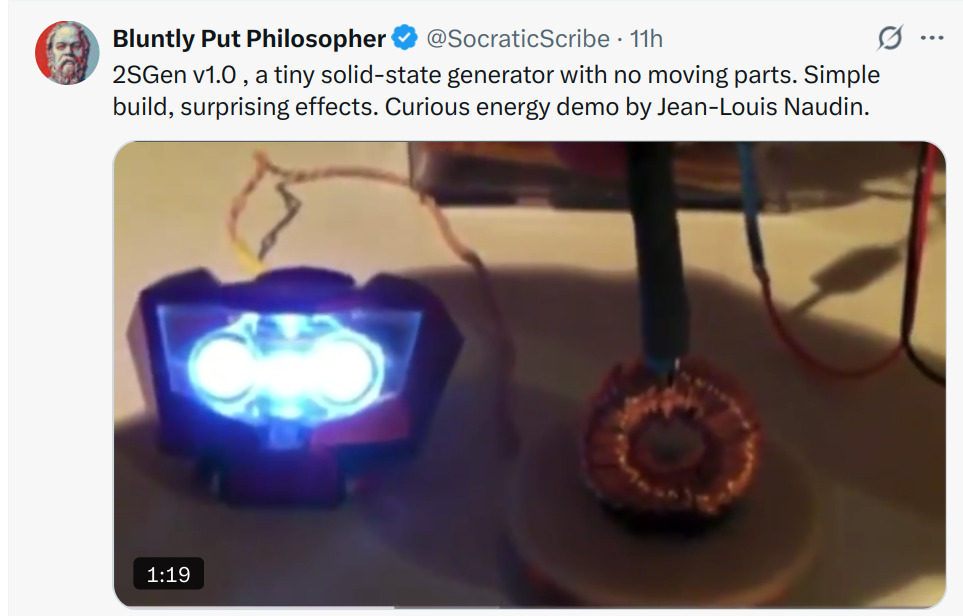 Bluntly Put Philosopher @SocraticScribe · 11h
2SGen v1.0 , a tiny solid-state generator with no moving parts. Simple
build, surprising effects. Curious energy demo by Jean-Louis Naudin.
1:19